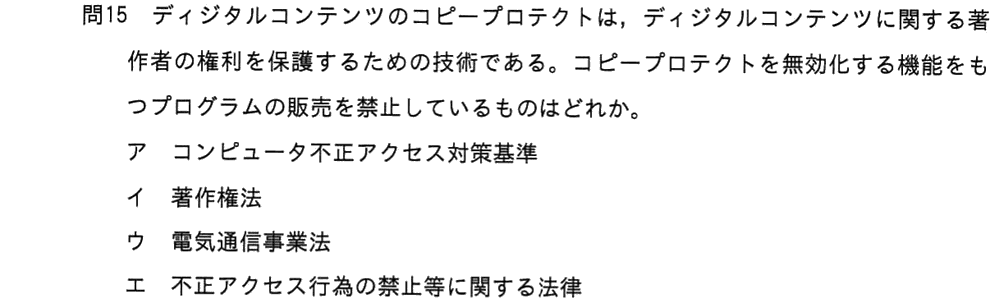 問15 ディジタルコンテンツのコピープロテクトは，ディジタルコンテンツに関する著
作者の権利を保護するための技術である。コピープロテクトを無効化する機能をも
つプログラムの販売を禁止しているものはどれか。
ア コンピュータ不正アクセス対策基準
イ 著作権法
ウ 電気通信事業法
エ 不正アクセス行為の禁止等に関する法律